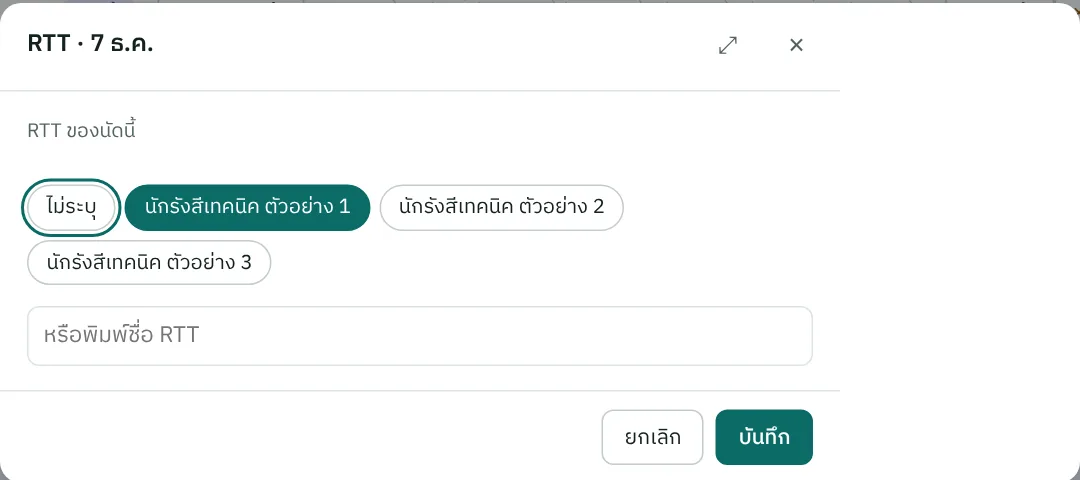 RTT · 7 ธ.ค.
RTT ของนัดนี้
ไม่ระบุ นักรังสีเทคนิค ตัวอย่าง 1 นักรังสีเทคนิค ตัวอย่าง 2
นักรังสีเทคนิค ตัวอย่าง 3
หรือพิมพ์ชื่อ RTT
ยกเลิก บันทึก